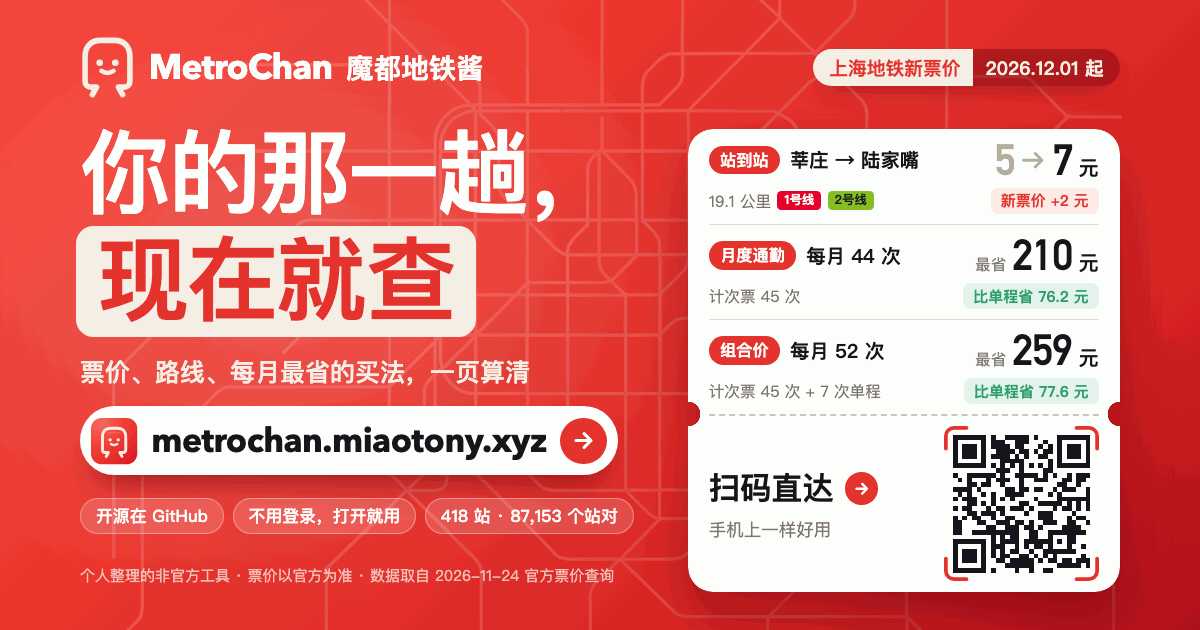 MetroChan 魔都地铁酱
上海地铁新票价 2026.12.01 起
你的那一趟,
现在就查
票价、路线、每月最省的买法，一页算清
metrochan.miaotony.xyz
开源在 GitHub 不用登录，打开就用 418 站 · 87,153 个站对
个人整理的非官方工具 · 票价以官方为准 · 数据取自 2026-11-24 官方票价查询
站到站 莘庄 → 陆家嘴 5 → 7 元
19.1 公里 1号线 2号线 新票价 +2 元
月度通勤 每月 44 次 最省 210 元
计次票 45 次 比单程省 76.2 元
组合价 每月 52 次 最省 259 元
计次票 45 次 + 7 次单程 比单程省 77.6 元
扫码直达
手机上一样好用